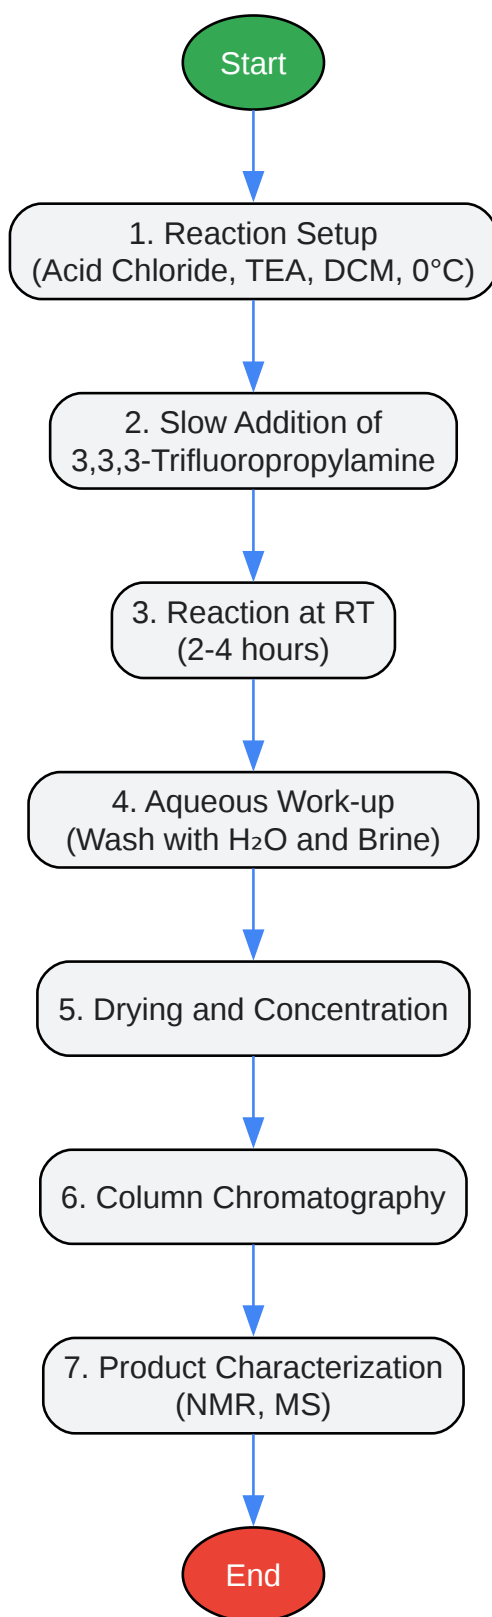 Start
1. Reaction Setup
(Acid Chloride, TEA, DCM, 0°C)
2. Slow Addition of
3,3,3-Trifluoropropylamine
3. Reaction at RT
(2-4 hours)
4. Aqueous Work-up
(Wash with H₂O and Brine)
5. Drying and Concentration
6. Column Chromatography
7. Product Characterization
(NMR, MS)
End